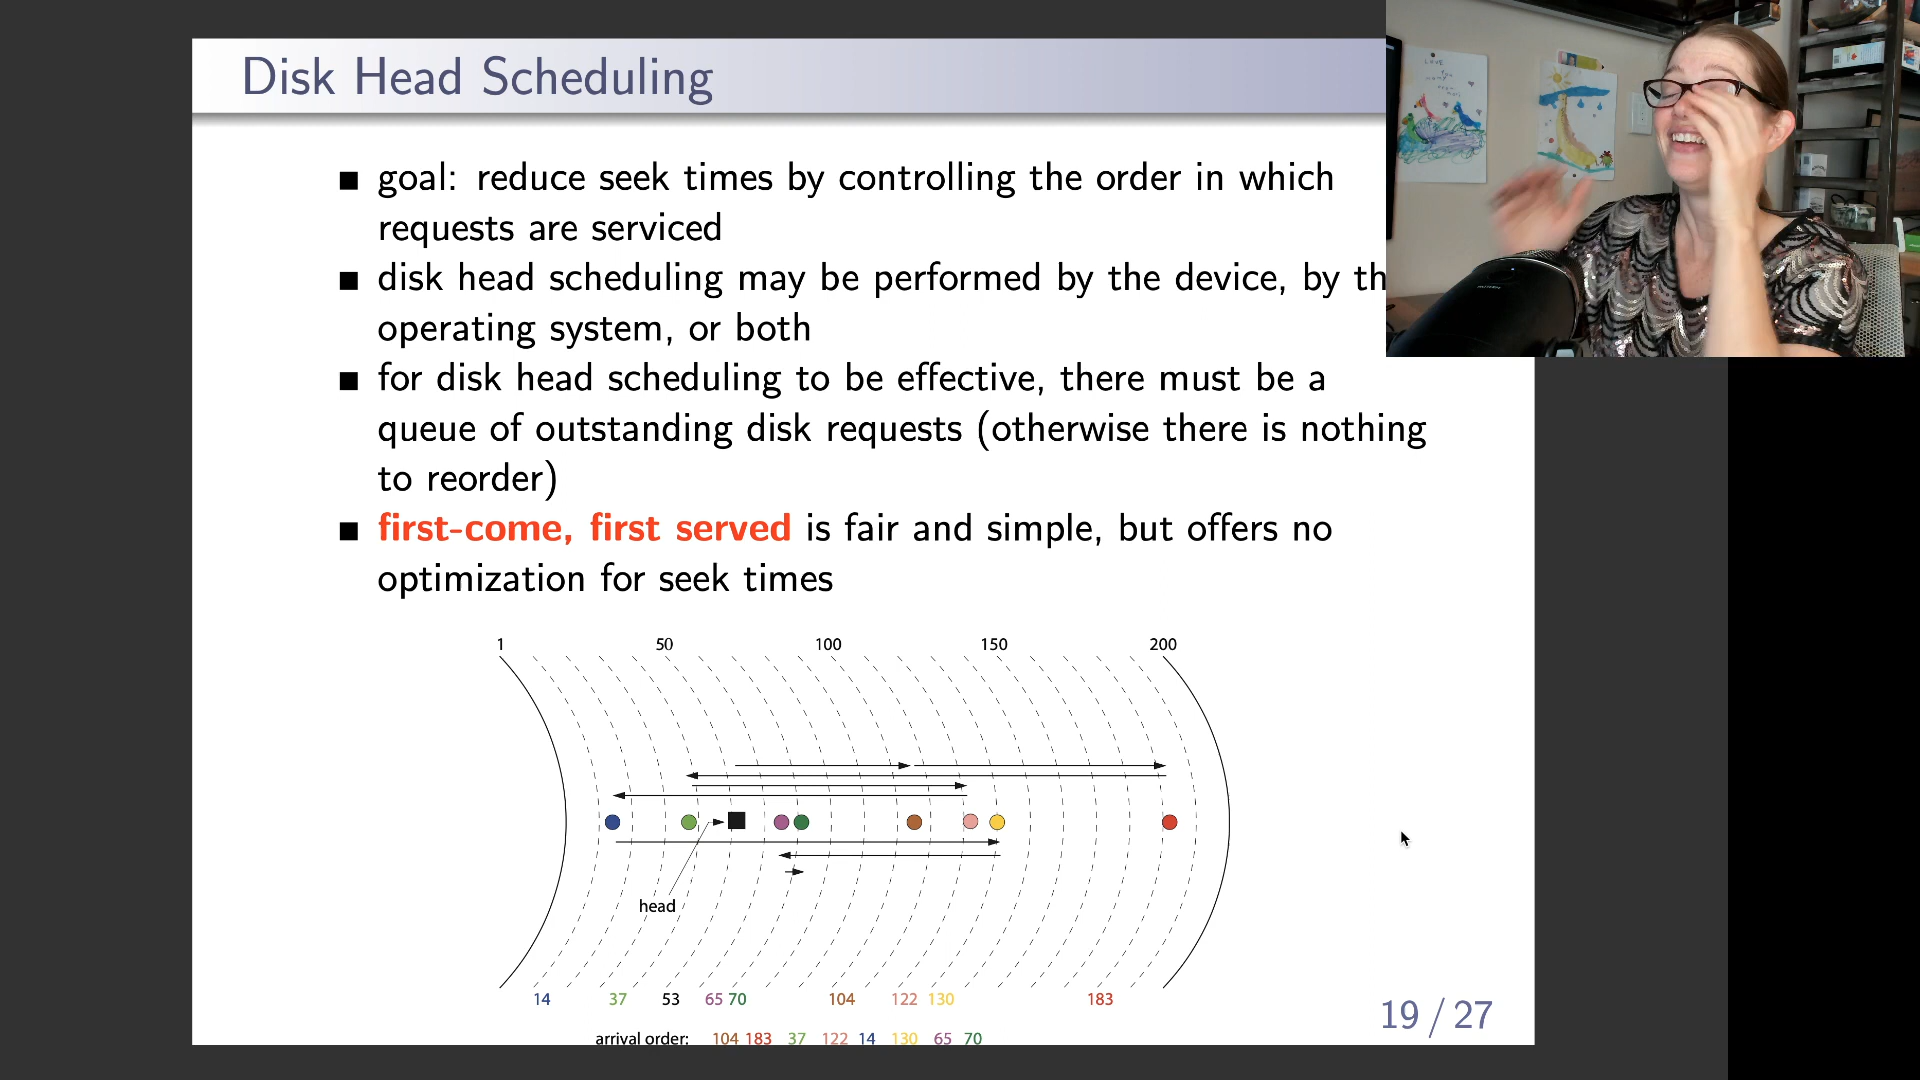 Disk Head Scheduling
goal: reduce seek times by controlling the order in which
requests are serviced
disk head scheduling may be performed by the device, by th
operating system, or both
for disk head scheduling to be effective, there must be a
queue of outstanding disk requests (otherwise there is nothing
to reorder)
first-come, first served is fair and simple, but offers no
optimization for seek times
1 50 100 150 200
head
14 37 53 65 70 104 122 130 183
arrival order: 104 183 37 122 14 130 65 70
19 / 27